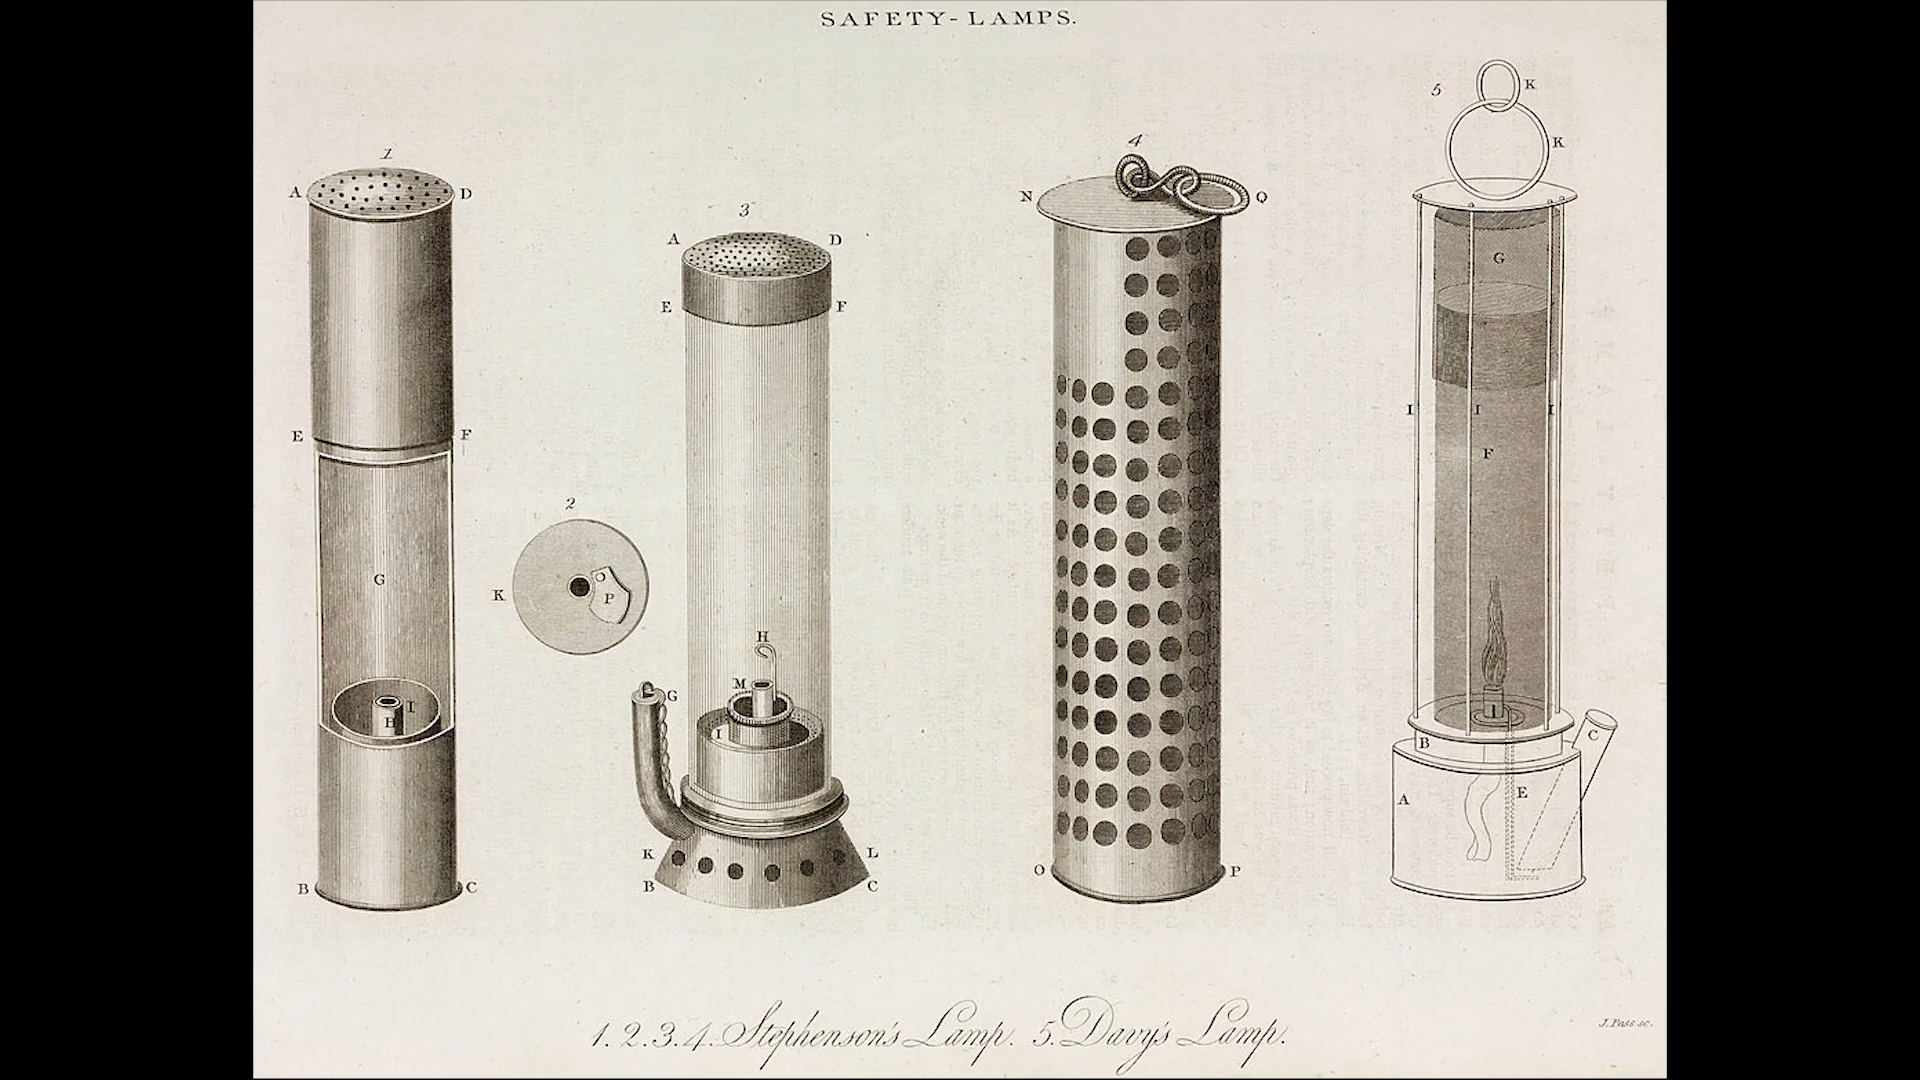 SAFETY-LAMPS.
1
A D
E F
G
I
H
B C
2
K P
3
A D
E F
H
M
G
I
K L
B C
4
N Q
O P
5
K
K
G
I I I
F
B C
A E
1.2.3.4. Stephenson's Lamp. 5. Davy's Lamp.
J. Pass sc.